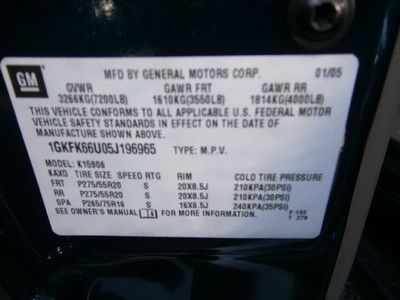 GM
MFD BY GENERAL MOTORS CORP. 01/05
GVWR GAWR FRT GAWR RR
3266KG(7200LB) 1610KG(3550LB) 1814KG(4000LB)
THIS VEHICLE CONFORMS TO ALL APPLICABLE U.S. FEDERAL MOTOR
VEHICLE SAFETY STANDARDS IN EFFECT ON THE DATE OF
MANUFACTURE SHOWN ABOVE.
1GKFK66U05J196965 TYPE: M.P.V.
MODEL: K15906
KAXO TIRE SIZE SPEED RTG RIM COLD TIRE PRESSURE
FRT P275/55R20 S 20X8.5J 210KPA(30PSI)
RR P275/55R20 S 20X8.5J 210KPA(30PSI)
SPA P265/75R16 S 16X6.5J 240KPA(35PSI)
SEE OWNER'S MANUAL FOR MORE INFORMATION. F 193
T 279